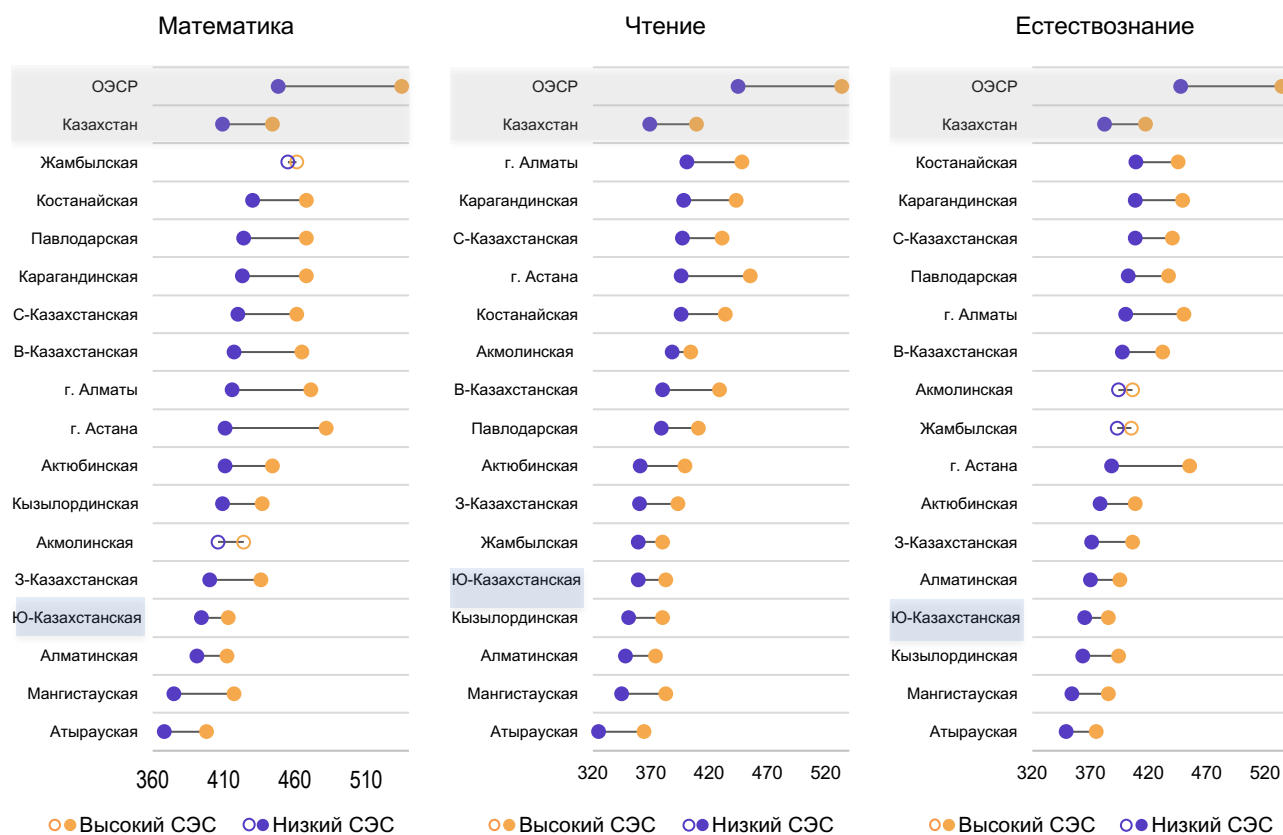 Математика
ОЭСР
Казахстан
Жамбылская
Костанайская
Павлодарская
Карагандинская
С-Казахстанская
В-Казахстанская
г. Алматы
г. Астана
Актюбинская
Кызылординская
Акмолинская
З-Казахстанская
Ю-Казахстанская
Алматинская
Мангистауская
Атырауская
360 410 460 510
Высокий СЭС Низкий СЭС
Чтение
ОЭСР
Казахстан
г. Алматы
Карагандинская
С-Казахстанская
г. Астана
Костанайская
Акмолинская
В-Казахстанская
Павлодарская
Актюбинская
З-Казахстанская
Жамбылская
Ю-Казахстанская
Кызылординская
Алматинская
Мангистауская
Атырауская
320 370 420 470 520
Высокий СЭС Низкий СЭС
Естествознание
ОЭСР
Казахстан
Костанайская
Карагандинская
С-Казахстанская
Павлодарская
г. Алматы
В-Казахстанская
Акмолинская
Жамбылская
г. Астана
Актюбинская
З-Казахстанская
Алматинская
Ю-Казахстанская
Кызылординская
Мангистауская
Атырауская
320 370 420 470 520
Высокий СЭС Низкий СЭС